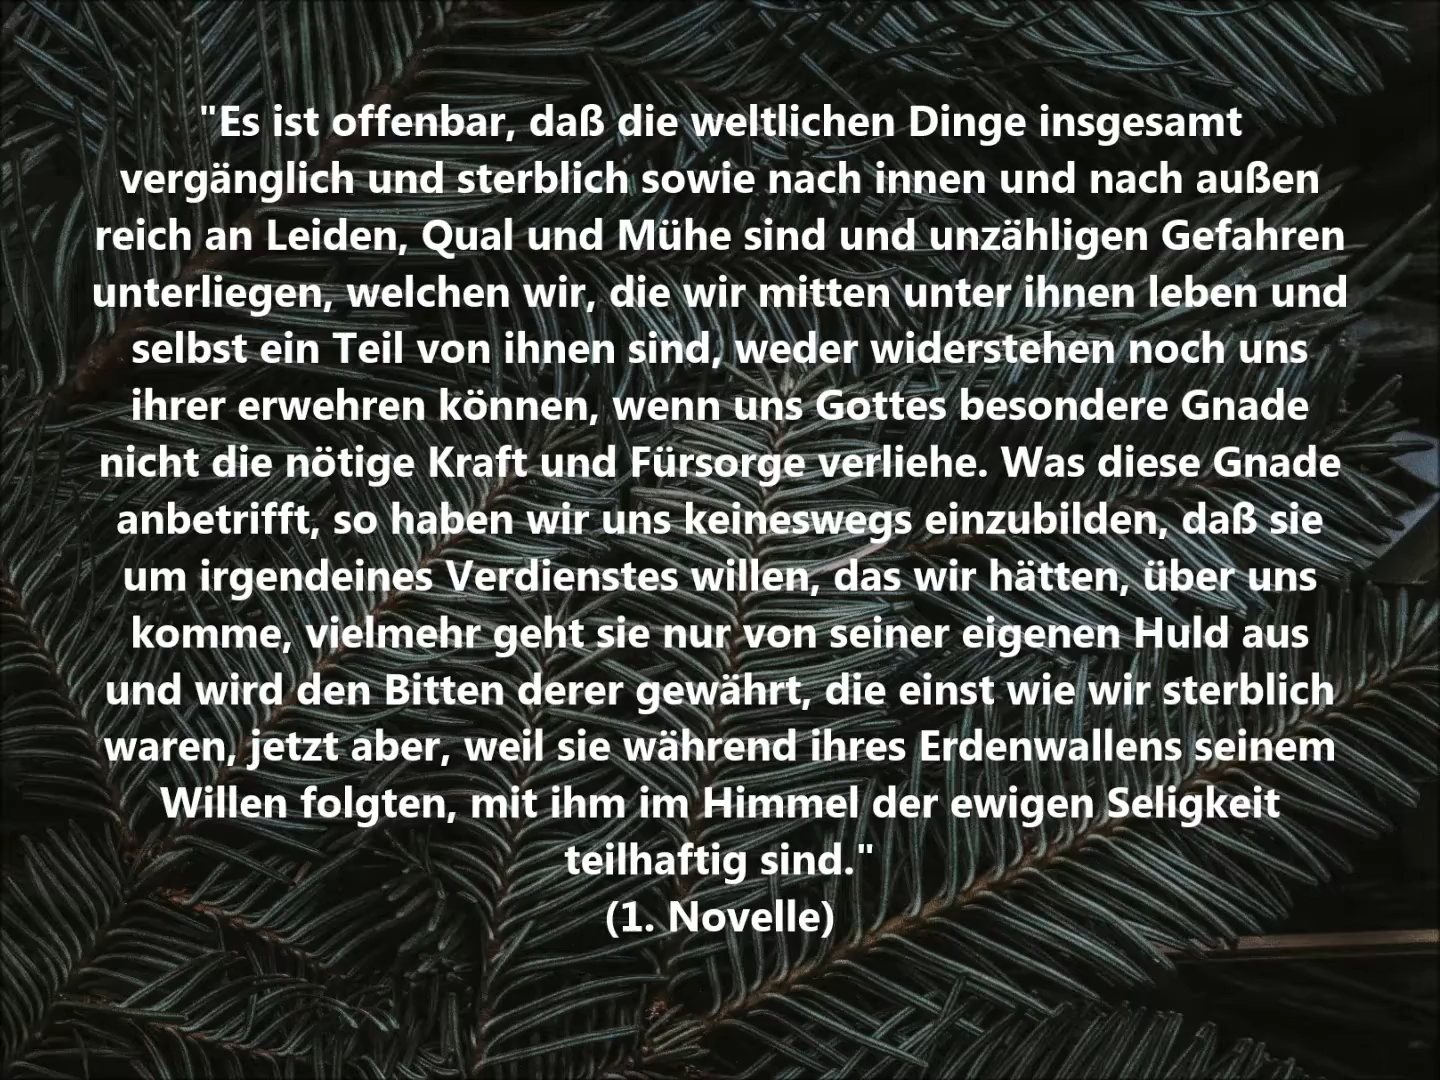 "Es ist offenbar, daß die weltlichen Dinge insgesamt
vergänglich und sterblich sowie nach innen und nach außen
reich an Leiden, Qual und Mühe sind und unzähligen Gefahren
unterliegen, welchen wir, die wir mitten unter ihnen leben und
selbst ein Teil von ihnen sind, weder widerstehen noch uns
ihrer erwehren können, wenn uns Gottes besondere Gnade
nicht die nötige Kraft und Fürsorge verliehe. Was diese Gnade
anbetrifft, so haben wir uns keineswegs einzubilden, daß sie
um irgendeines Verdienstes willen, das wir hätten, über uns
komme, vielmehr geht sie nur von seiner eigenen Huld aus
und wird den Bitten derer gewährt, die einst wie wir sterblich
waren, jetzt aber, weil sie während ihres Erdenwallens seinem
Willen folgten, mit ihm im Himmel der ewigen Seligkeit
teilhaftig sind."
(1. Novelle)